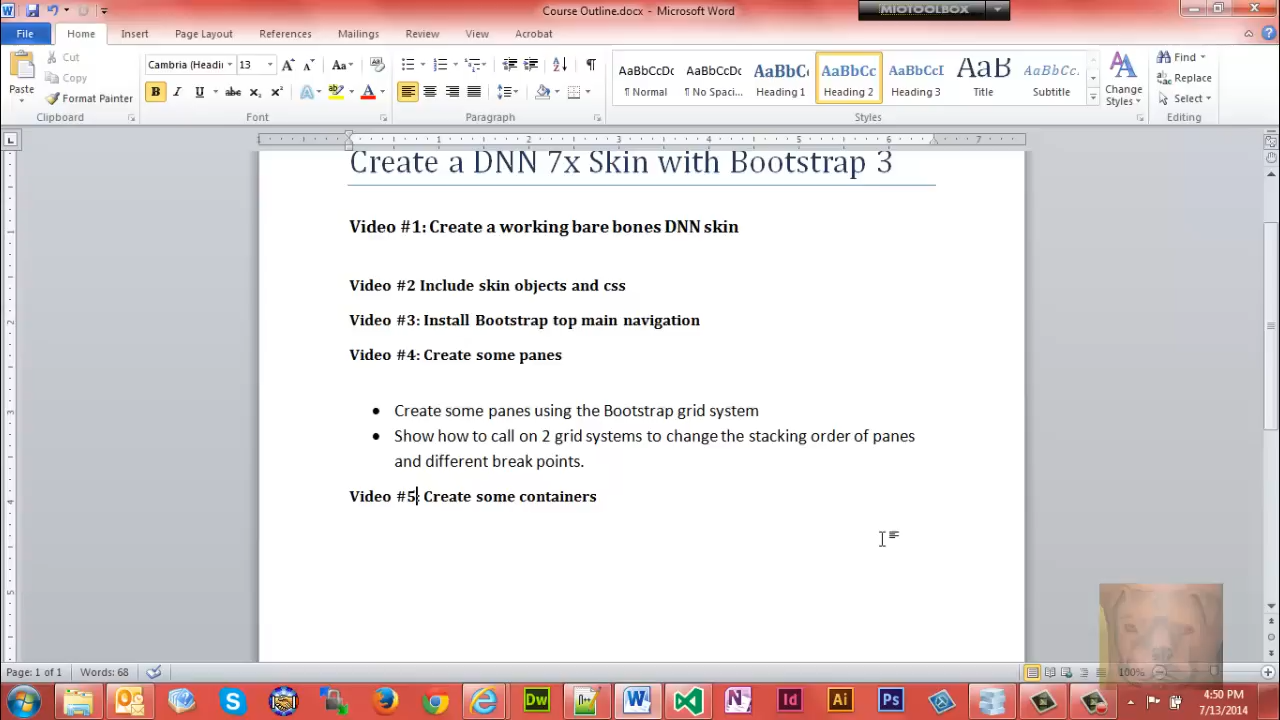 Course Outline.docx - Microsoft Word
MIOTOOLBOX
File Home Insert Page Layout References Mailings Review View Acrobat
Paste
Cut
Copy
Format Painter
Clipboard
Cambria (Headi 13
Font
Paragraph
AaBbCcDc AaBbCcDc AaBbCc AaBbCc AaBbCcI AaB AaBbCc.
¶ Normal ¶ No Spaci... Heading 1 Heading 2 Heading 3 Title Subtitle
Change Styles
Styles
Find
Replace
Select
Editing
Create a DNN 7x Skin with Bootstrap 3
Video #1: Create a working bare bones DNN skin
Video #2 Include skin objects and css
Video #3: Install Bootstrap top main navigation
Video #4: Create some panes
• Create some panes using the Bootstrap grid system
• Show how to call on 2 grid systems to change the stacking order of panes
and different break points.
Video #5: Create some containers
Page: 1 of 1 Words: 68
100%
4:50 PM
7/13/2014